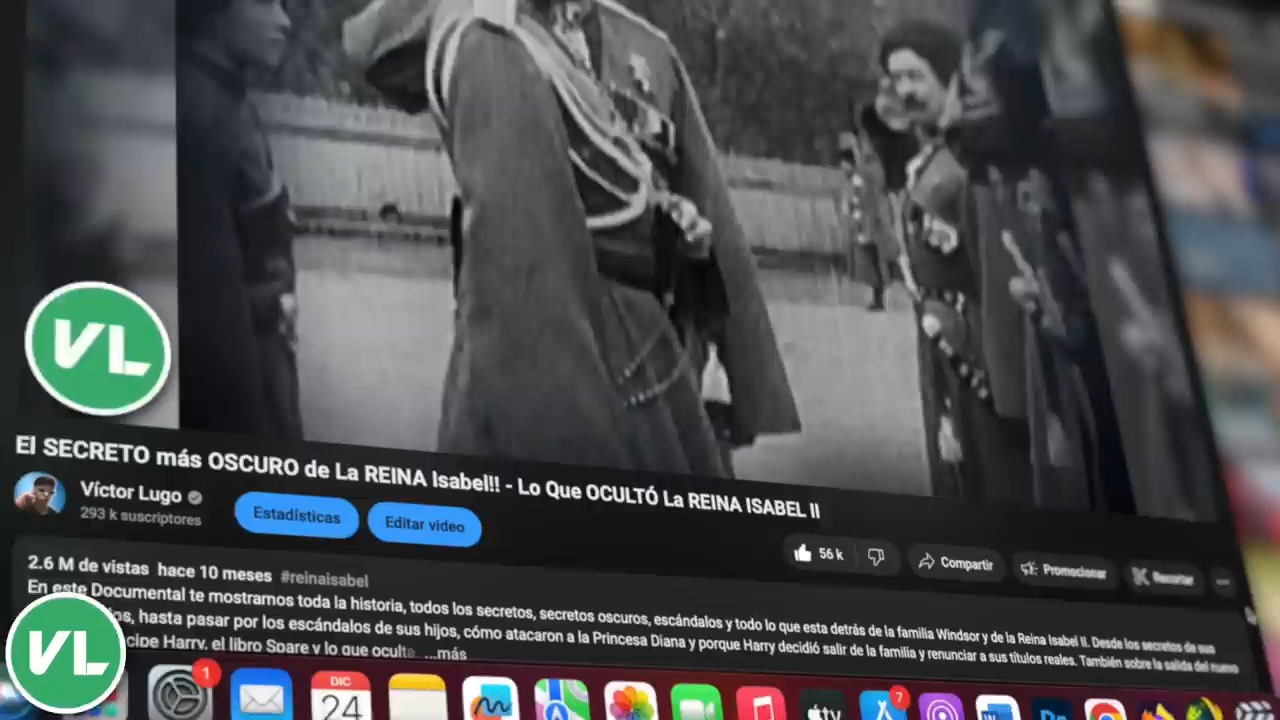 VL
El SECRETO más OSCURO de La REINA Isabel!! - Lo Que OCULTÓ La REINA ISABEL II
Víctor Lugo
293 k suscriptores
Estadísticas
Editar video
56 k
Compartir
Promocionar
Recortar
2.6 M de vistas hace 10 meses #reinaisabel
En este Documental te mostramos toda la historia, todos los secretos, secretos oscuros, escándalos y todo lo que esta detrás de la familia Windsor y de la Reina Isabel II. Desde los secretos de sus
hasta pasar por los escándalos de sus hijos, cómo atacaron a la Princesa Diana y porque Harry decidió salir de la familia y renunciar a sus títulos reales. También sobre la salida del nuevo
Harry, el libro Spare y lo que oculta ...más
VL
1
DIC
24
tv
7
W